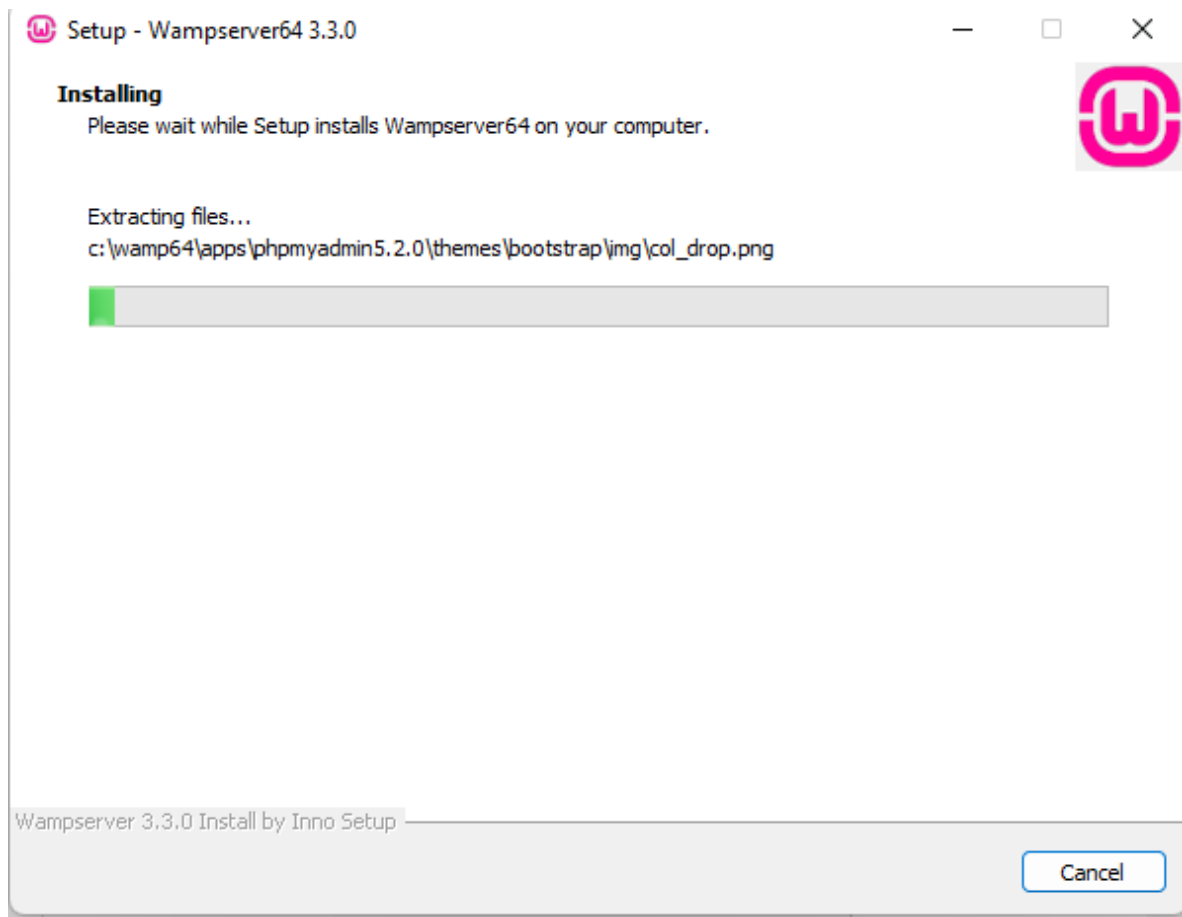 Setup - Wampserver64 3.3.0
Installing
Please wait while Setup installs Wampserver64 on your computer.
Extracting files...
c:\wamp64\apps\phpmyadmin5.2.0\themes\bootstrap\img\col_drop.png
Wampserver 3.3.0 Install by Inno Setup
Cancel